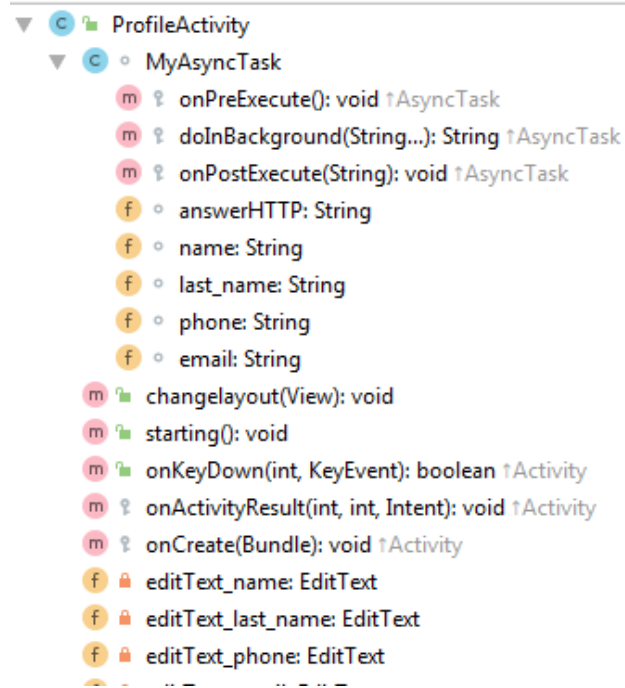 C ProfileActivity
C MyAsyncTask
m onPreExecute(): void ↑AsyncTask
m doInBackground(String...): String ↑AsyncTask
m onPostExecute(String): void ↑AsyncTask
f answerHTTP: String
f name: String
f last_name: String
f phone: String
f email: String
m changelayout(View): void
m starting(): void
m onKeyDown(int, KeyEvent): boolean ↑Activity
m onActivityResult(int, int, Intent): void ↑Activity
m onCreate(Bundle): void ↑Activity
f editText_name: EditText
f editText_last_name: EditText
f editText_phone: EditText